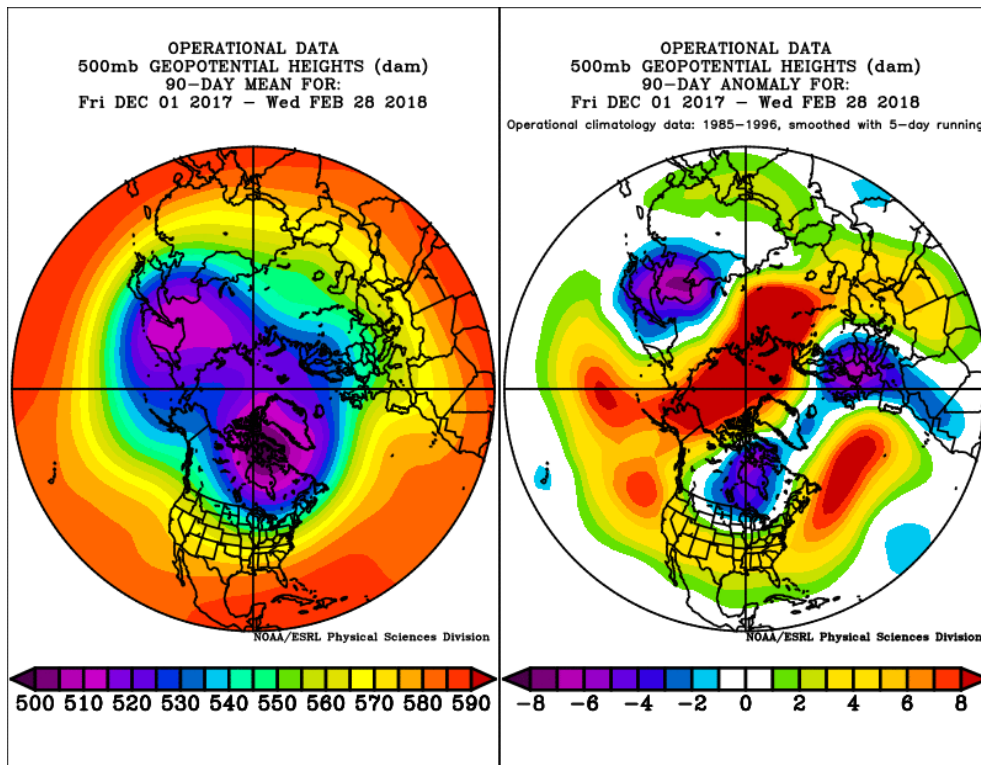 OPERATIONAL DATA
500mb GEOPOTENTIAL HEIGHTS (dam)
90-DAY MEAN FOR:
Fri DEC 01 2017 - Wed FEB 28 2018
NOAA/ESRL Physical Sciences Division
500 510 520 530 540 550 560 570 580 590
OPERATIONAL DATA
500mb GEOPOTENTIAL HEIGHTS (dam)
90-DAY ANOMALY FOR:
Fri DEC 01 2017 - Wed FEB 28 2018
Operational climatology data: 1985-1996, smoothed with 5-day running
NOAA/ESRL Physical Sciences Division
-8 -6 -4 -2 0 2 4 6 8